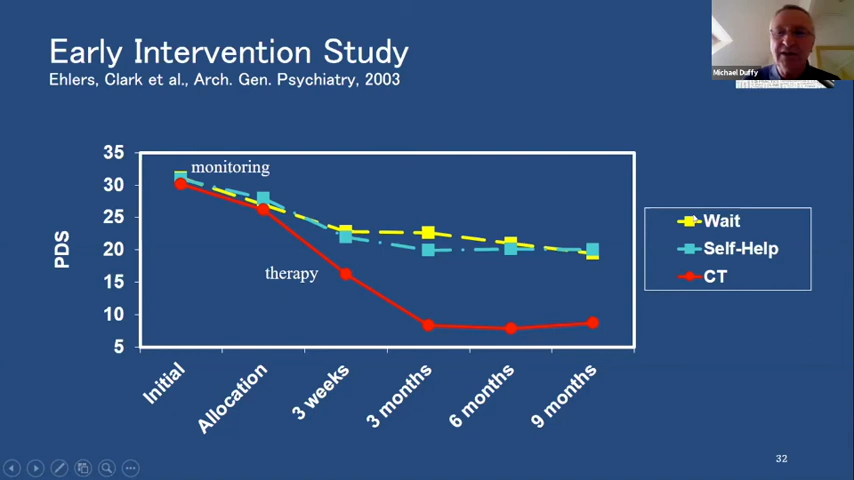 Early Intervention Study
Ehlers, Clark et al., Arch. Gen. Psychiatry, 2003
Michael Duffy
35
30
25
20
15
10
5
PDS
monitoring
therapy
Wait
Self-Help
CT
Initial
Allocation
3 weeks
3 months
6 months
9 months
32